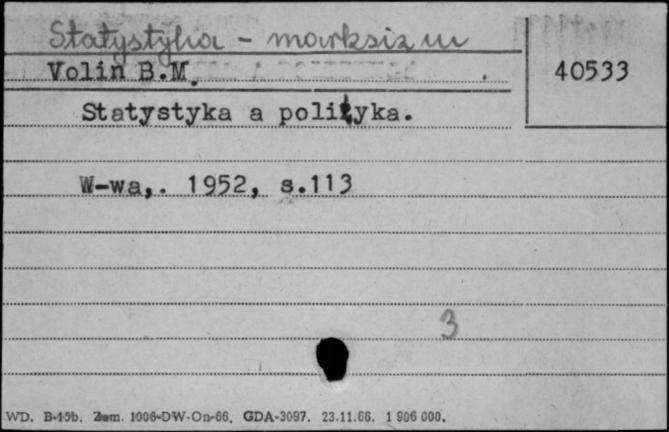 Statystyka - marksizm
Volin B.M.
40533
Statystyka a polityka.
W-wa,. 1952, s.113
3
WD. B-15b. Zam. 1006-DW-On-66. GDA-3097. 23.11.66. 1 906 000.